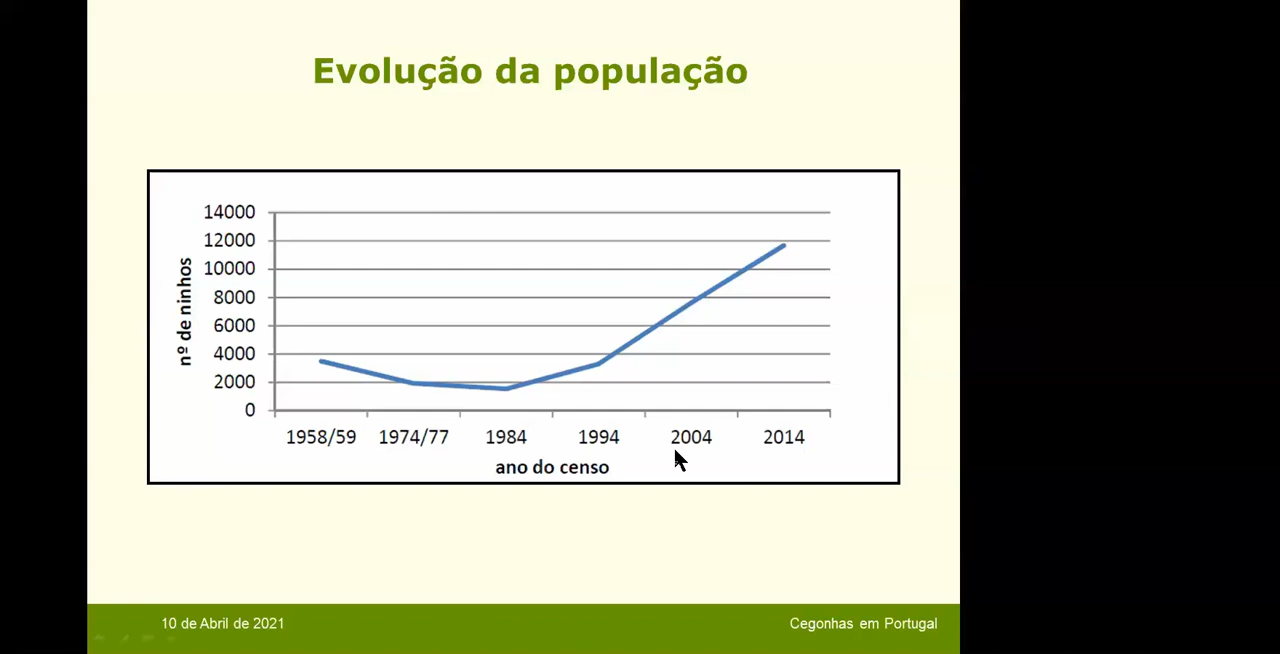 Evolução da população
14000
12000
10000
8000
6000
4000
2000
0
nº de ninhos
1958/59 1974/77 1984 1994 2004 2014
ano do censo
10 de Abril de 2021
Cegonhas em Portugal